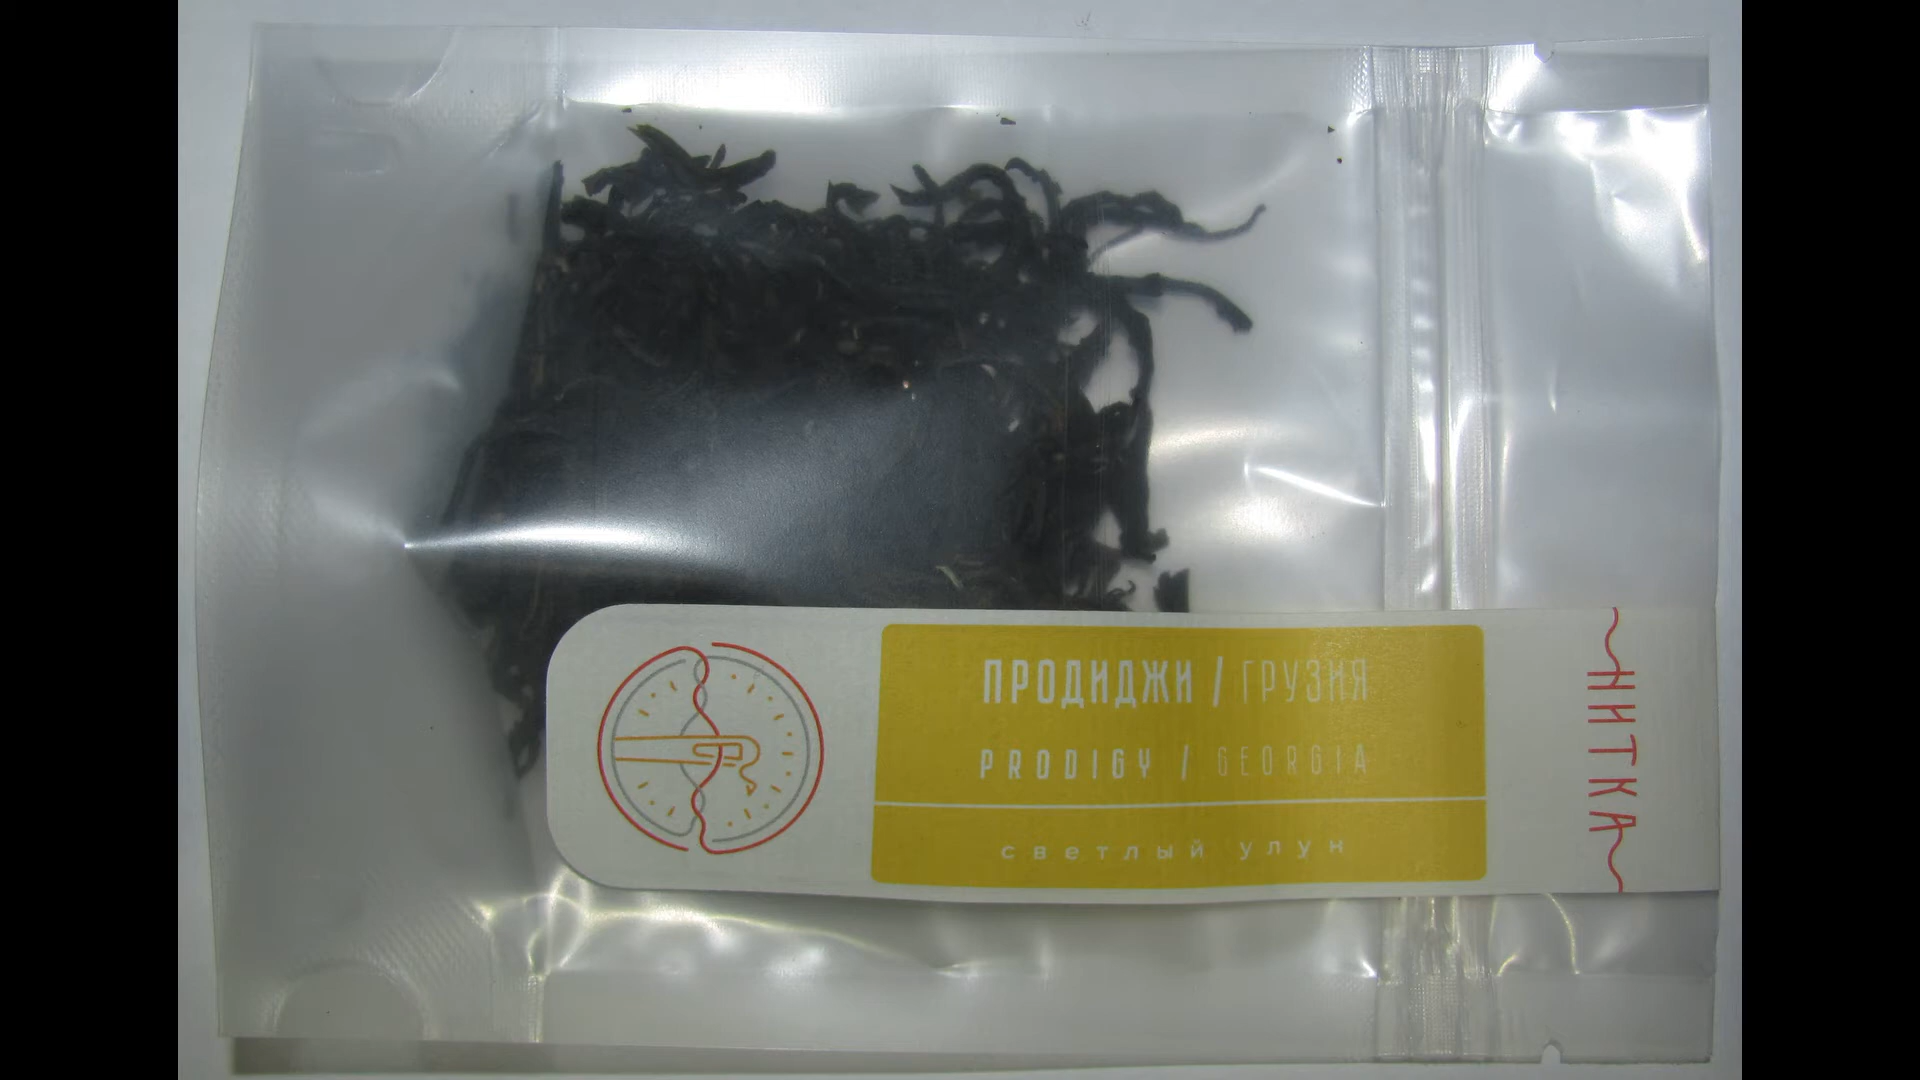 ПРОДИДЖИ / ГРУЗИЯ
PRODIGY / GEORGIA
светлый улун
НИТКА